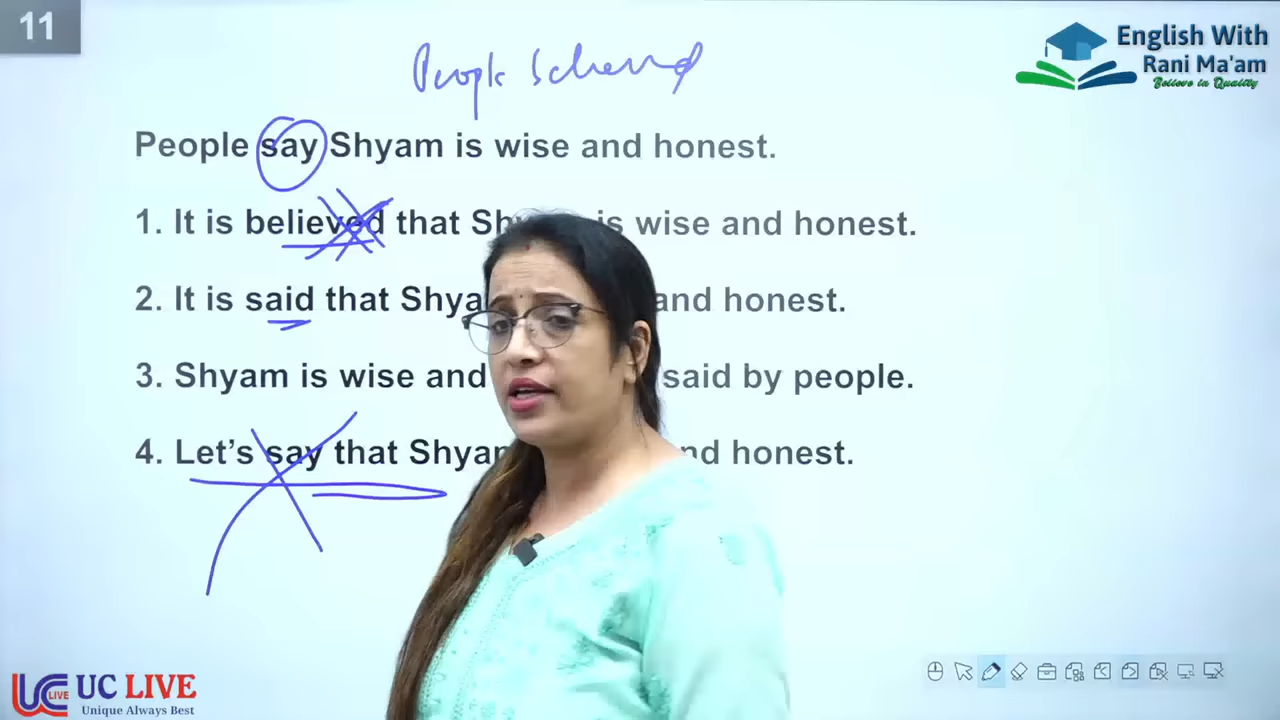 11
English With
Rani Ma'am
Believe in Quality
People Scheme
People say Shyam is wise and honest.
1. It is believed that Sh is wise and honest.
2. It is said that Shya and honest.
3. Shyam is wise and said by people.
4. Let's say that Shyam nd honest.
UC LIVE
LIVE
Unique Always Best